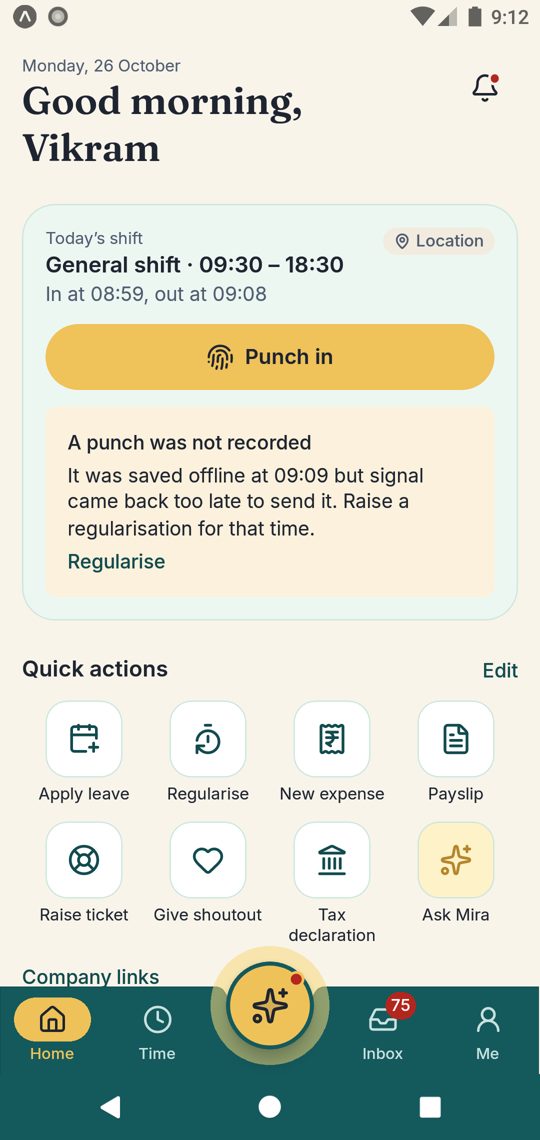 9:12
Monday, 26 October
Good morning,
Vikram
Today's shift
Location
General shift · 09:30 – 18:30
In at 08:59, out at 09:08
Punch in
A punch was not recorded
It was saved offline at 09:09 but signal
came back too late to send it. Raise a
regularisation for that time.
Regularise
Quick actions
Edit
Apply leave
Regularise
New expense
Payslip
Raise ticket
Give shoutout
Tax
declaration
Ask Mira
Company links
75
Home
Time
Inbox
Me